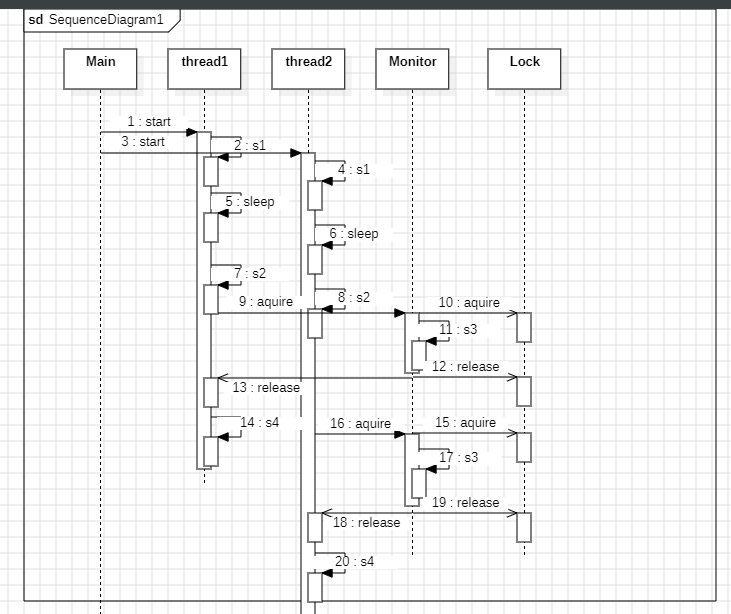 sd SequenceDiagram1
Main
thread1
thread2
Monitor
Lock
1 : start
3 : start
2 : s1
4 : s1
5 : sleep
6 : sleep
7 : s2
8 : s2
9 : aquire
10 : aquire
11 : s3
12 : release
13 : release
14 : s4
16 : aquire
15 : aquire
17 : s3
19 : release
18 : release
20 : s4